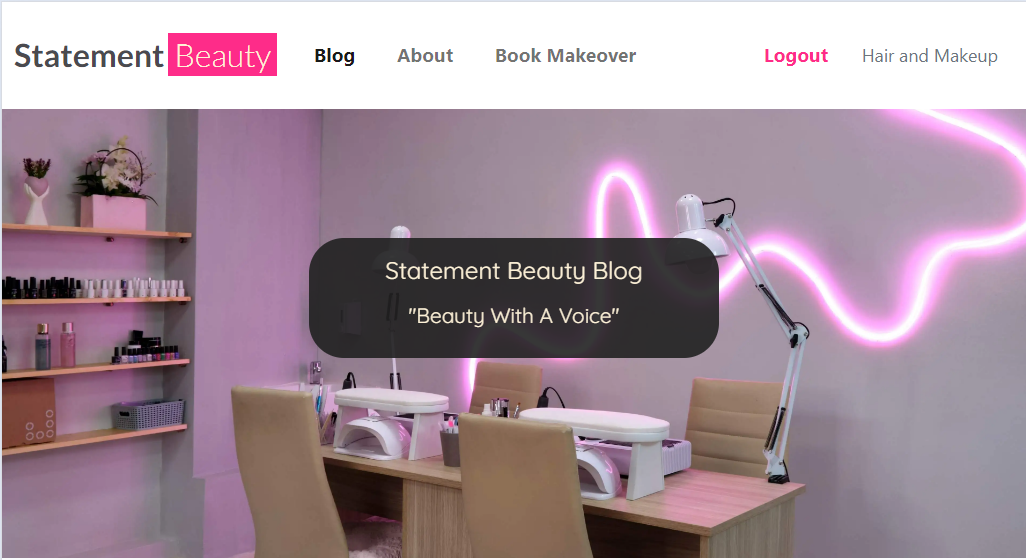 Statement Beauty Blog About Book Makeover Logout Hair and Makeup
Statement Beauty Blog
"Beauty With A Voice"